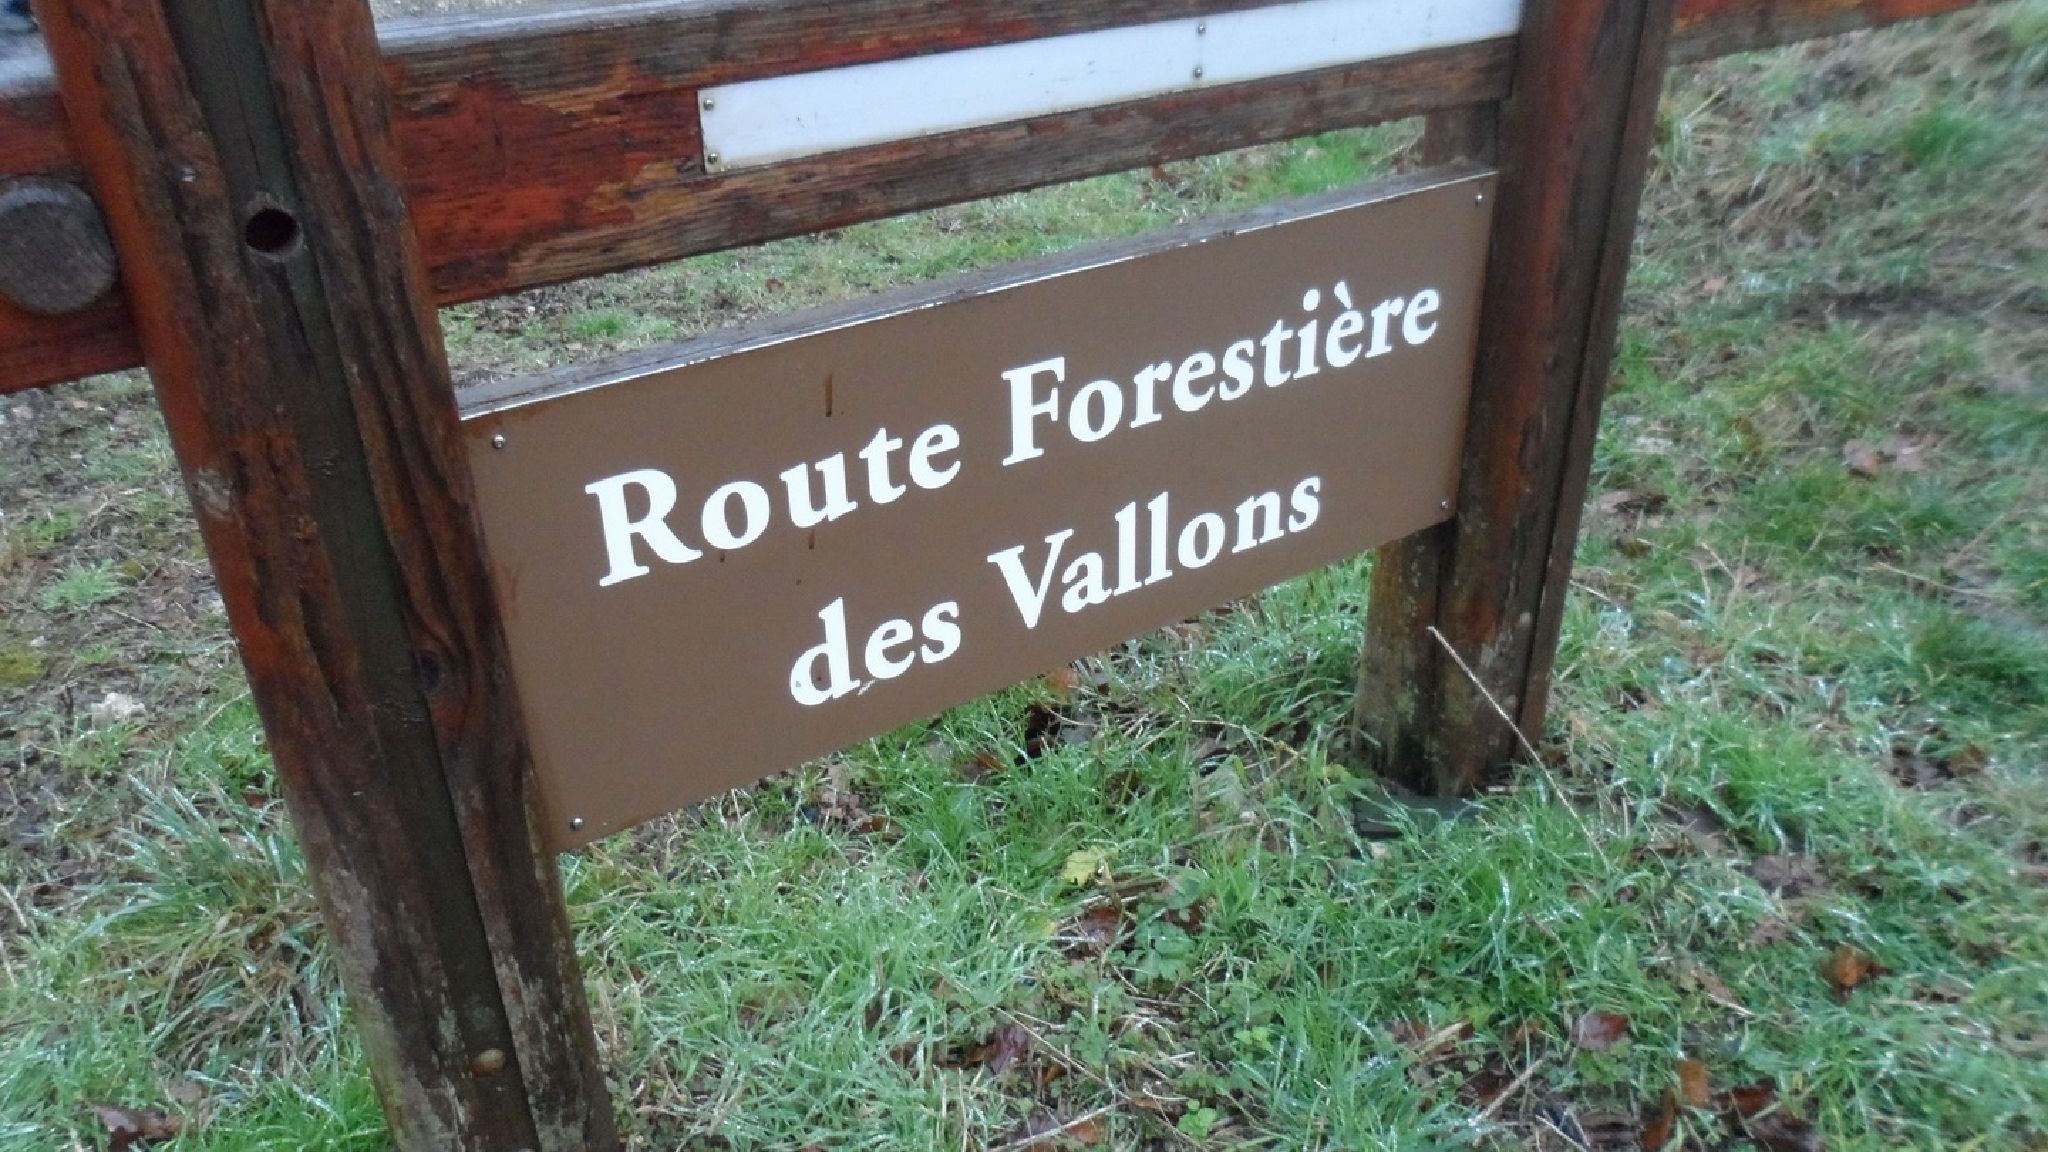 Route Forestière
des Vallons